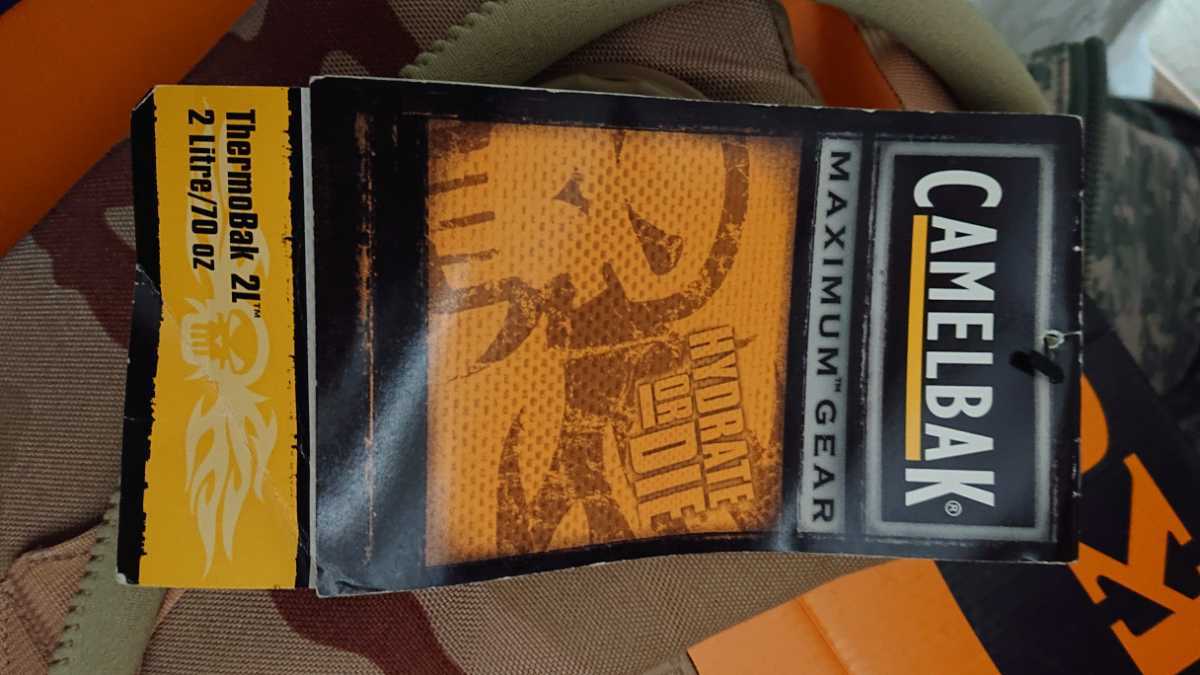 CAMELBAK®
MAXIMUM™ GEAR
HYDRATE
OR
DIE
ThermoBak 2L™
2 Litre/70 oz